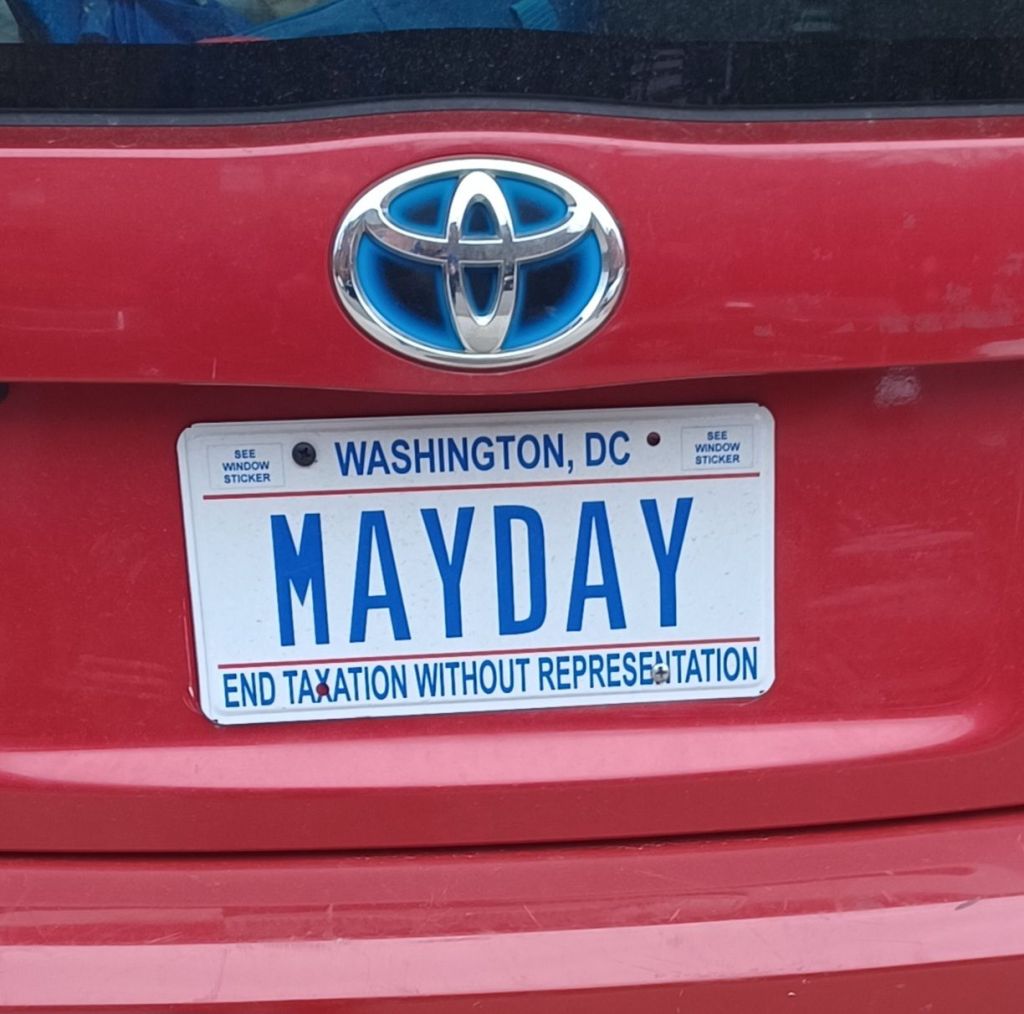 SEE
WINDOW
STICKER
WASHINGTON, DC
SEE
WINDOW
STICKER
MAYDAY
END TAXATION WITHOUT REPRESENTATION